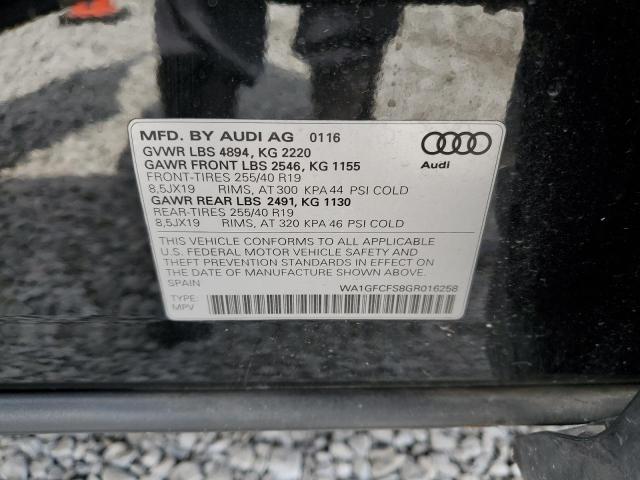 MFD. BY AUDI AG 0116
GVWR LBS 4894, KG 2220
GAWR FRONT LBS 2546, KG 1155
FRONT-TIRES 255/40 R19
8,5JX19 RIMS, AT 300 KPA 44 PSI COLD
GAWR REAR LBS 2491, KG 1130
REAR-TIRES 255/40 R19
8,5JX19 RIMS, AT 320 KPA 46 PSI COLD
Audi
THIS VEHICLE CONFORMS TO ALL APPLICABLE
U.S. FEDERAL MOTOR VEHICLE SAFETY AND
THEFT PREVENTION STANDARDS IN EFFECT ON
THE DATE OF MANUFACTURE SHOWN ABOVE.
SPAIN
WA1GFCFS8GR016258
TYPE:
MPV